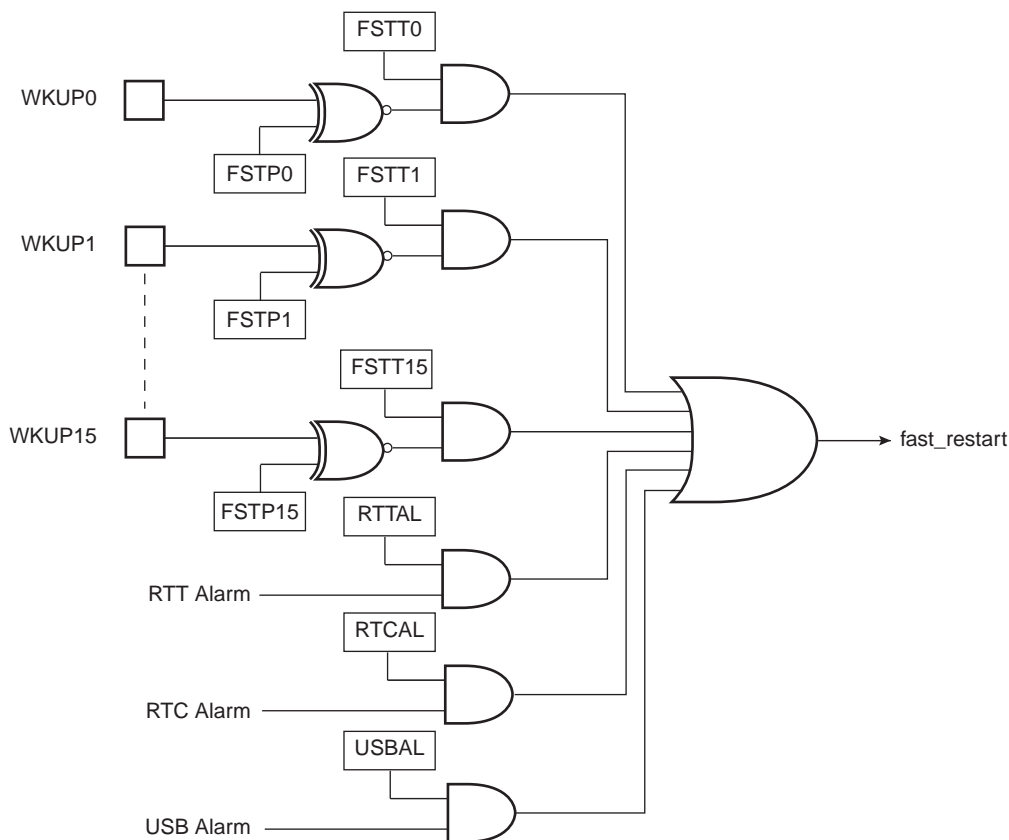 FSTT0
WKUP0
FSTP0
FSTT1
WKUP1
FSTP1
FSTT15
WKUP15
fast_restart
FSTP15
RTTAL
RTT Alarm
RTCAL
RTC Alarm
USBAL
USB Alarm